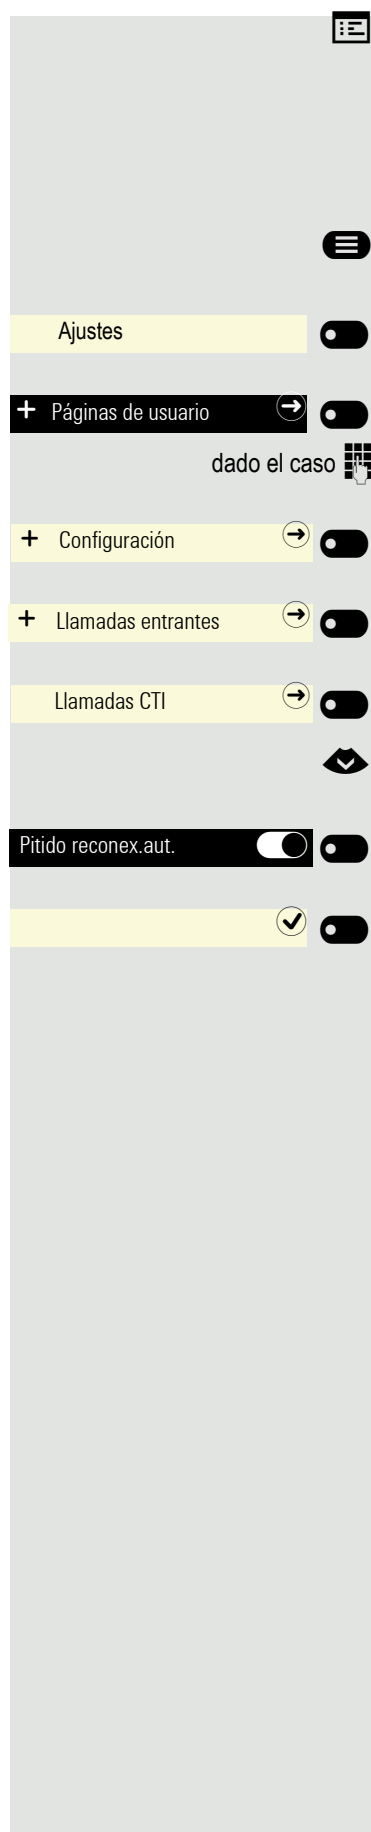 Ajustes
+ Páginas de usuario
dado el caso
+ Configuración
+ Llamadas entrantes
Llamadas CTI
Pitido reconex.aut.